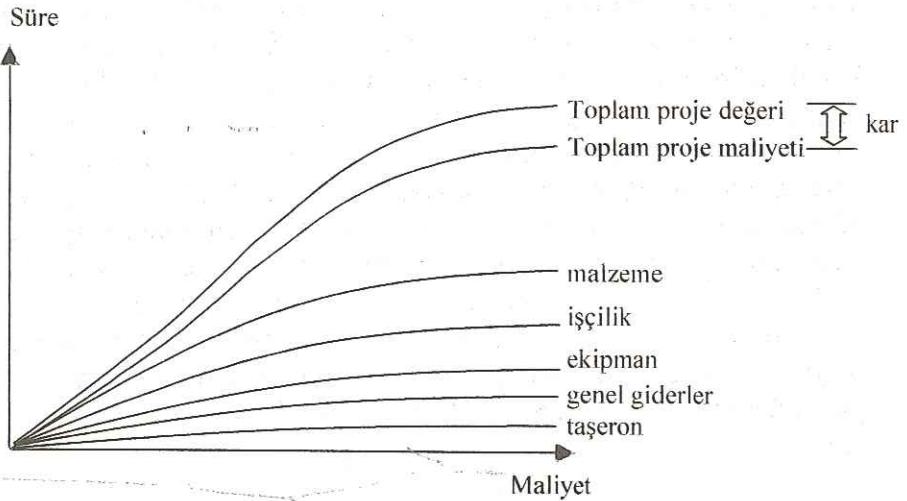 Süre
Toplam proje değeri
kar
Toplam proje maliyeti
malzeme
işçilik
ekipman
genel giderler
taşeron
Maliyet